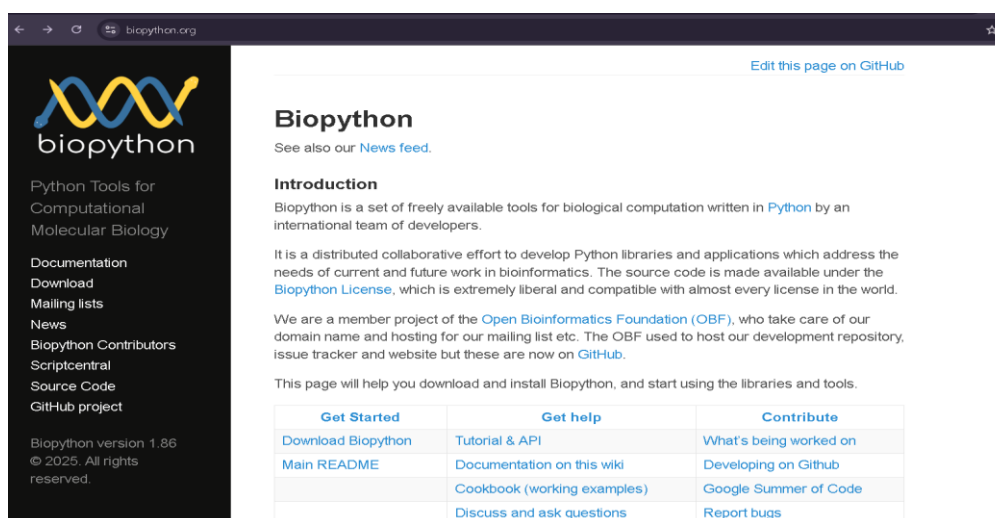 biopython.org
biopython
Python Tools for
Computational
Molecular Biology
Documentation
Download
Mailing lists
News
Biopython Contributors
Scriptcentral
Source Code
GitHub project
Biopython version 1.86
© 2025. All rights
reserved.
Edit this page on GitHub
Biopython
See also our News feed.
Introduction
Biopython is a set of freely available tools for biological computation written in Python by an
international team of developers.
It is a distributed collaborative effort to develop Python libraries and applications which address the
needs of current and future work in bioinformatics. The source code is made available under the
Biopython License, which is extremely liberal and compatible with almost every license in the world.
We are a member project of the Open Bioinformatics Foundation (OBF), who take care of our
domain name and hosting for our mailing list etc. The OBF used to host our development repository,
issue tracker and website but these are now on GitHub.
This page will help you download and install Biopython, and start using the libraries and tools.
Get Started Get help Contribute
Download Biopython Tutorial & API What's being worked on
Main README Documentation on this wiki Developing on Github
Cookbook (working examples) Google Summer of Code
Discuss and ask questions Report bugs